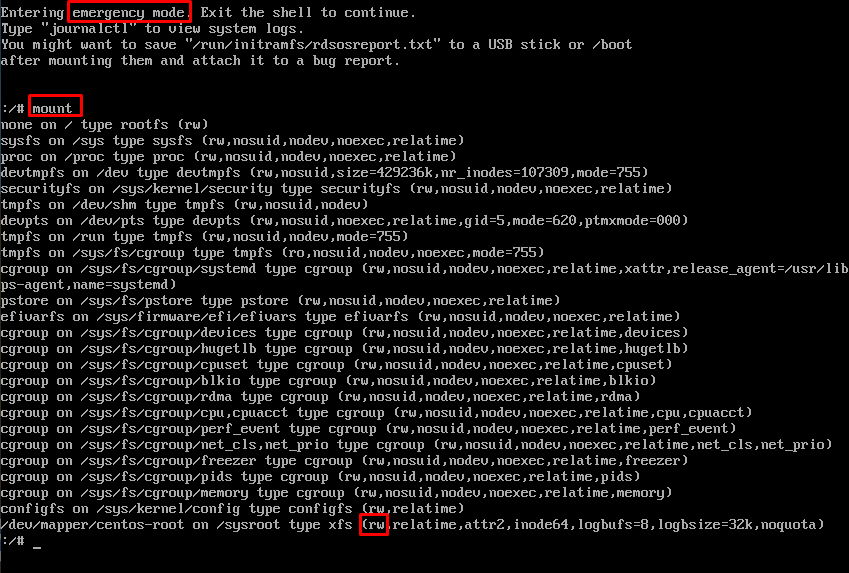 Entering emergency mode. Exit the shell to continue.
Type "journalctl" to view system logs.
You might want to save "/run/initramfs/rdsosreport.txt" to a USB stick or /boot
after mounting them and attach it to a bug report.
:/# mount
none on / type rootfs (rw)
sysfs on /sys type sysfs (rw,nosuid,nodev,noexec,relatime)
proc on /proc type proc (rw,nosuid,nodev,noexec,relatime)
devtmpfs on /dev type devtmpfs (rw,nosuid,size=429236k,nr_inodes=107309,mode=755)
securityfs on /sys/kernel/security type securityfs (rw,nosuid,nodev,noexec,relatime)
tmpfs on /dev/shm type tmpfs (rw,nosuid,nodev)
devpts on /dev/pts type devpts (rw,nosuid,noexec,relatime,gid=5,mode=620,ptmxmode=000)
tmpfs on /run type tmpfs (rw,nosuid,nodev,mode=755)
tmpfs on /sys/fs/cgroup type tmpfs (ro,nosuid,nodev,noexec,mode=755)
cgroup on /sys/fs/cgroup/systemd type cgroup (rw,nosuid,nodev,noexec,relatime,xattr,release_agent=/usr/lib
ps-agent,name=systemd)
pstore on /sys/fs/pstore type pstore (rw,nosuid,nodev,noexec,relatime)
efivarfs on /sys/firmware/efi/efivars type efivarfs (rw,nosuid,nodev,noexec,relatime)
cgroup on /sys/fs/cgroup/devices type cgroup (rw,nosuid,nodev,noexec,relatime,devices)
cgroup on /sys/fs/cgroup/hugetlb type cgroup (rw,nosuid,nodev,noexec,relatime,hugetlb)
cgroup on /sys/fs/cgroup/cpuset type cgroup (rw,nosuid,nodev,noexec,relatime,cpuset)
cgroup on /sys/fs/cgroup/blkio type cgroup (rw,nosuid,nodev,noexec,relatime,blkio)
cgroup on /sys/fs/cgroup/rdma type cgroup (rw,nosuid,nodev,noexec,relatime,rdma)
cgroup on /sys/fs/cgroup/cpu,cpuacct type cgroup (rw,nosuid,nodev,noexec,relatime,cpu,cpuacct)
cgroup on /sys/fs/cgroup/perf_event type cgroup (rw,nosuid,nodev,noexec,relatime,perf_event)
cgroup on /sys/fs/cgroup/net_cls,net_prio type cgroup (rw,nosuid,nodev,noexec,relatime,net_cls,net_prio)
cgroup on /sys/fs/cgroup/freezer type cgroup (rw,nosuid,nodev,noexec,relatime,freezer)
cgroup on /sys/fs/cgroup/pids type cgroup (rw,nosuid,nodev,noexec,relatime,pids)
cgroup on /sys/fs/cgroup/memory type cgroup (rw,nosuid,nodev,noexec,relatime,memory)
configfs on /sys/kernel/config type configfs (rw,relatime)
/dev/mapper/centos-root on /sysroot type xfs (rw,relatime,attr2,inode64,logbufs=8,logbsize=32k,noquota)
:/# _